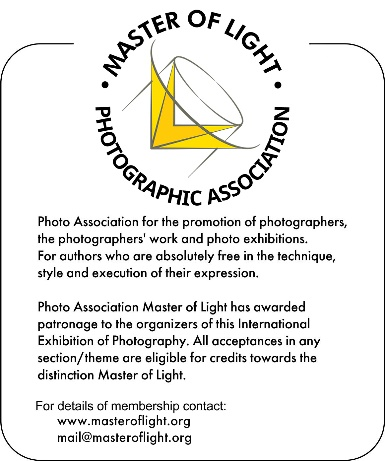 • MASTER OF LIGHT •
PHOTOGRAPHIC ASSOCIATION
Photo Association for the promotion of photographers,
the photographers' work and photo exhibitions.
For authors who are absolutely free in the technique,
style and execution of their expression.
Photo Association Master of Light has awarded
patronage to the organizers of this International
Exhibition of Photography. All acceptances in any
section/theme are eligible for credits towards the
distinction Master of Light.
For details of membership contact:
www.masteroflight.org
mail@masteroflight.org